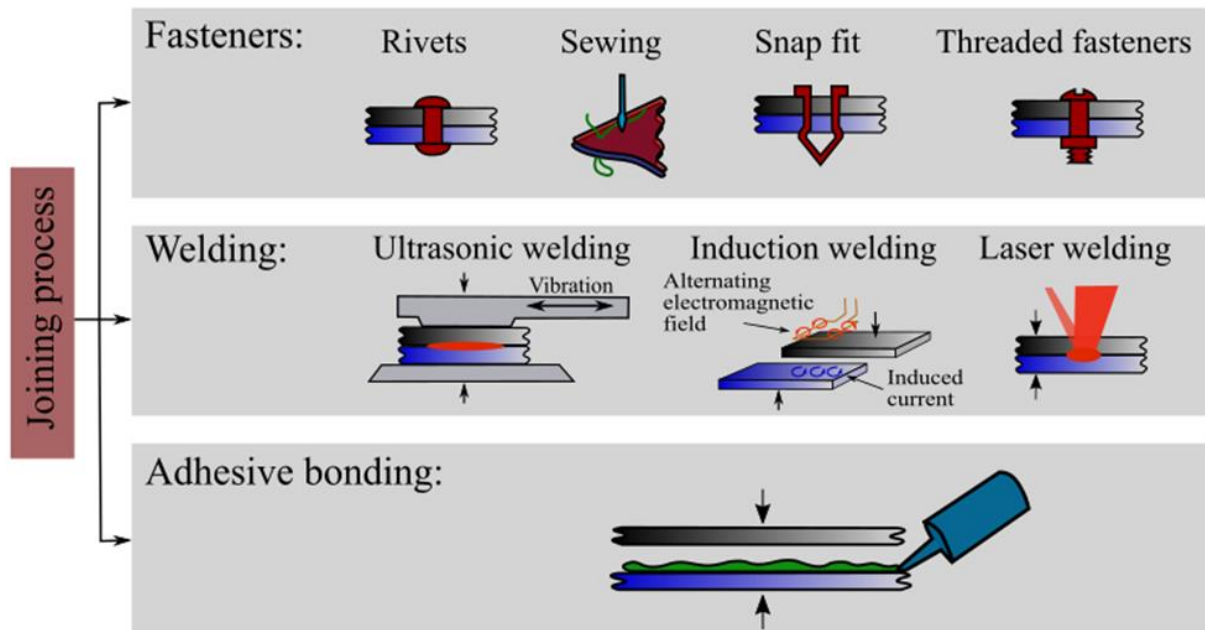 Joining process
Fasteners:
Rivets
Sewing
Snap fit
Threaded fasteners
Welding:
Ultrasonic welding
Vibration
Induction welding
Alternating
electromagnetic
field
Induced
current
Laser welding
Adhesive bonding: